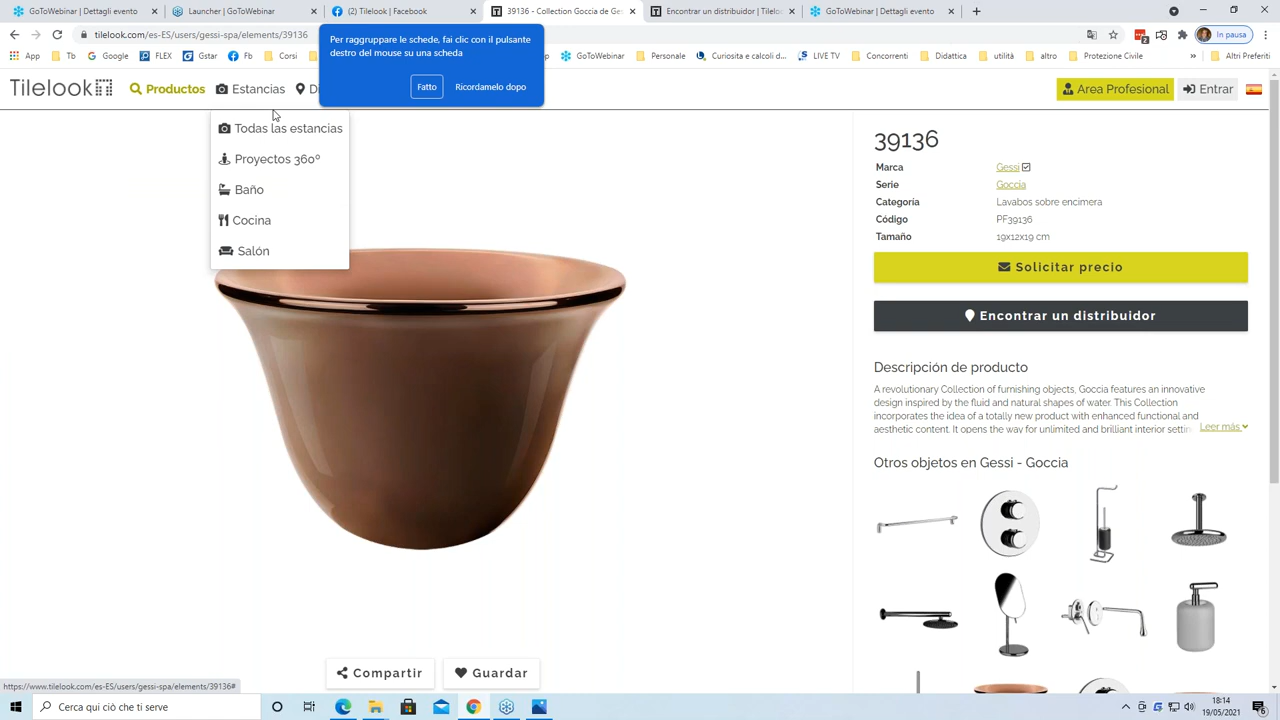 GoToWebinar | Dettagli evento
Launcher | GoToWebinar
(2) Tilelook | Facebook
39136 - Collection Goccia de Ges
Encontrar un distribuidor | Tilelo
GoToWebinar | Dettagli evento
tilelook.com/es-ES/users/gessi-spa/elements/39136
In pausa
App
Tb
Google
FLEX
Gstar
Fb
Corsi
GoToWebinar
Personale
Curiosita e calcoli d...
LIVE TV
Concorrenti
Didattica
utilità
altro
Protezione Civile
Altri Preferiti
Per raggruppare le schede, fai clic con il pulsante
destro del mouse su una scheda
Fatto
Ricordamelo dopo
Tilelook
Productos
Estancias
Di
Area Profesional
Entrar
Todas las estancias
Proyectos 360º
Baño
Cocina
Salón
39136
Marca Gessi
Serie Goccia
Categoría Lavabos sobre encimera
Código PF39136
Tamaño 19x12x19 cm
Solicitar precio
Encontrar un distribuidor
Descripción de producto
A revolutionary Collection of furnishing objects, Goccia features an innovative
design inspired by the fluid and natural shapes of water. This Collection
incorporates the idea of a totally new product with enhanced functional and
aesthetic content. It opens the way for unlimited and brilliant interior settin
Leer más
Otros objetos en Gessi - Goccia
Compartir
Guardar
https://www.tilelook.com/es-ES/users/gessi-spa/elements/39136#
Cerca qui ciò che ti serve
18:14
19/05/2021